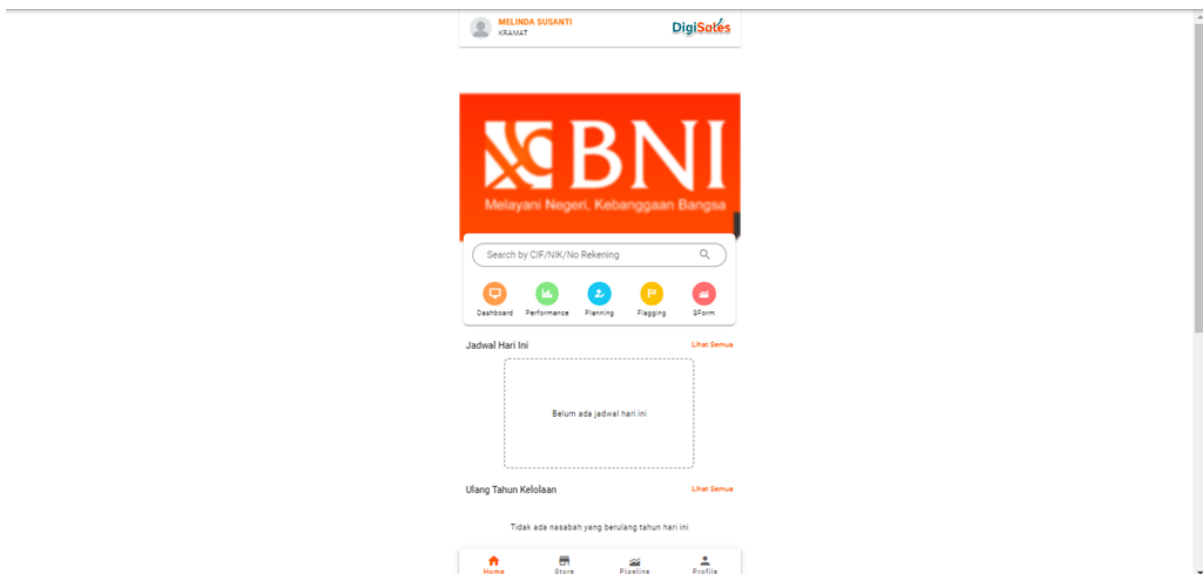 MELINDA SUSANTI
KRAMAT
DigiSales
BNI
Melayani Negeri, Kebanggaan Bangsa
Search by CIF/NIK/No Rekening
Dashboard Performance Planning Flagging @Form
Jadwal Hari Ini Lihat Semua
Belum ada jadwal hari ini
Ulang Tahun Kelolaan Lihat Semua
Tidak ada nasabah yang berulang tahun hari ini
Home Store Pipeline Profile